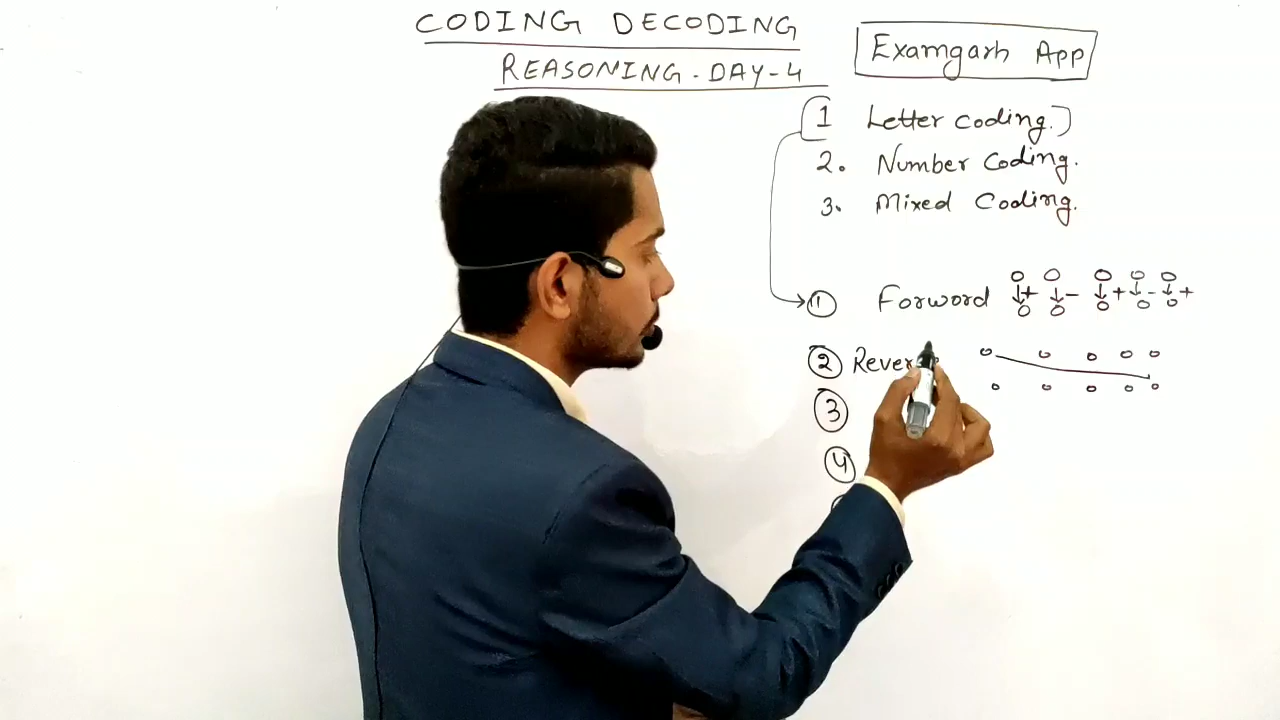 CODING DECODING
REASONING. DAY-4
Examgarh App
1 Letter coding.
2. Number Coding.
3. Mixed Coding.
1 Forword + - + - +
2
3
4